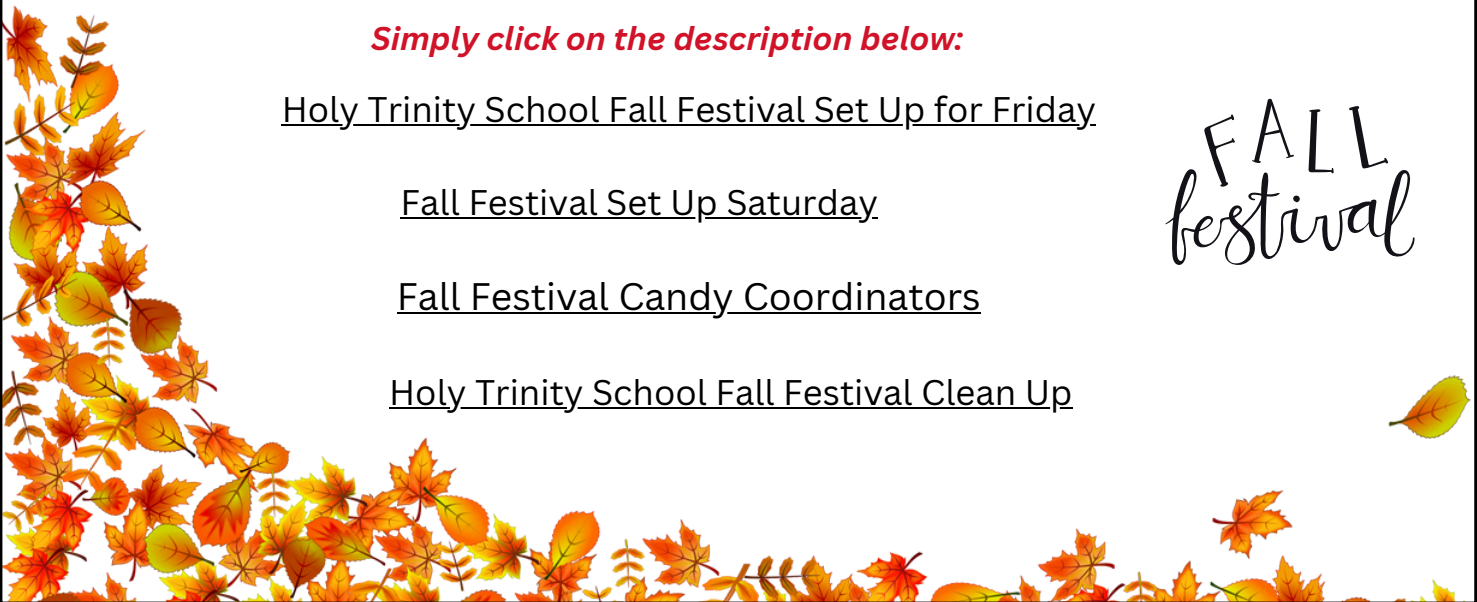 Simply click on the description below:
Holy Trinity School Fall Festival Set Up for Friday
Fall Festival Set Up Saturday
Fall Festival Candy Coordinators
Holy Trinity School Fall Festival Clean Up
FALL
festival